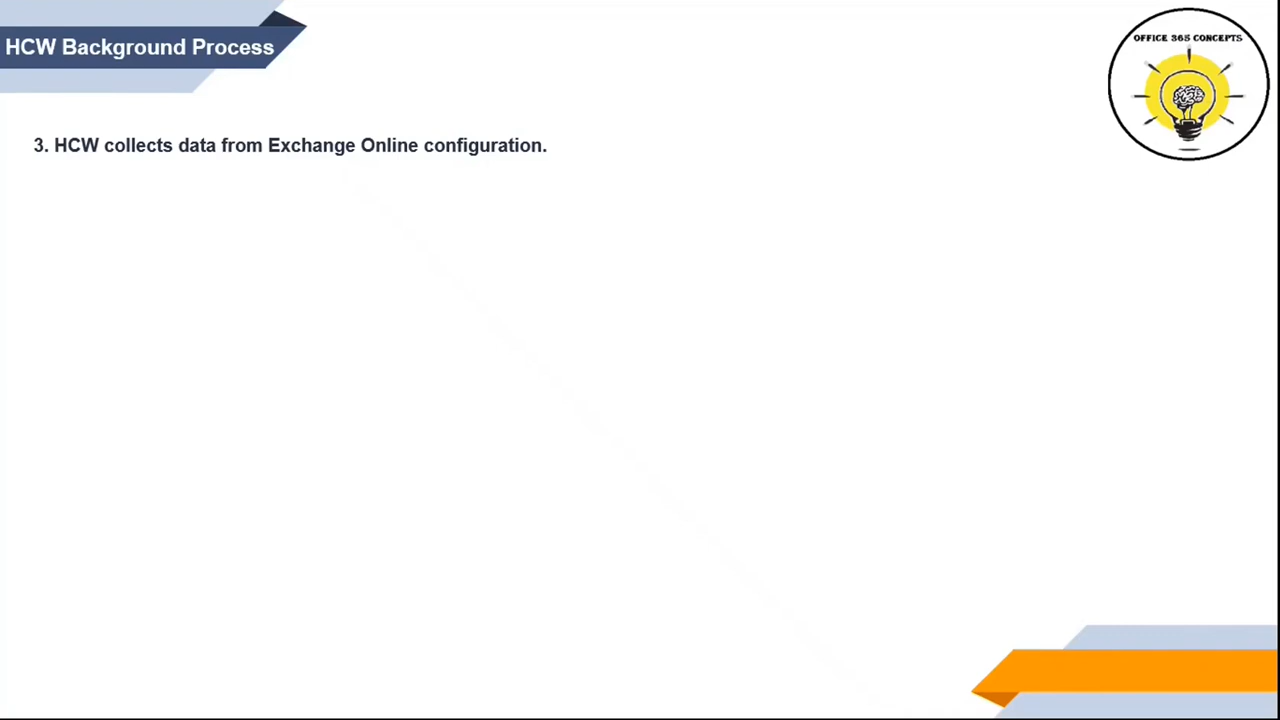 HCW Background Process
OFFICE 365 CONCEPTS
3. HCW collects data from Exchange Online configuration.